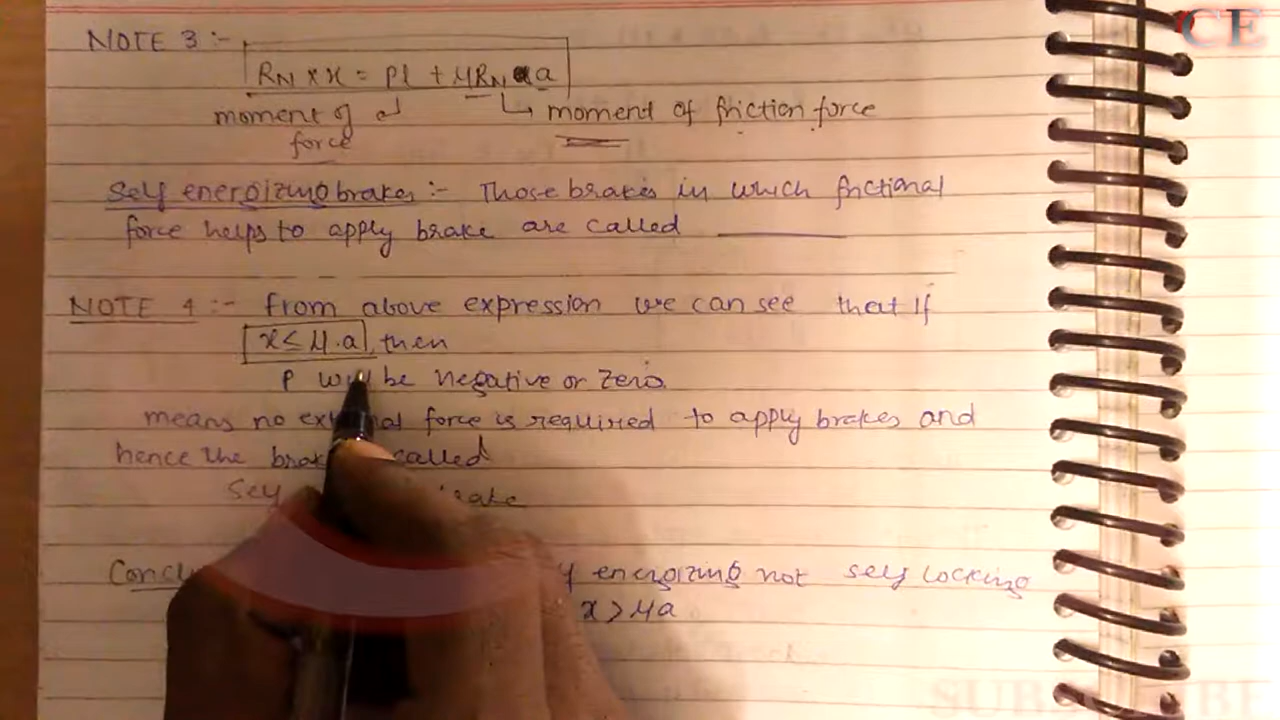 NOTE 3 :-
RN × x = Pl + μRN a
moment of
force
moment of friction force
Self energizing brakes :- Those brakes in which frictional
force helps to apply brake are called
NOTE 4 :- from above expression we can see that if
x ≤ μ.a, then
P will be negative or zero.
means no external force is required to apply brakes and
hence the called
energizing not self locking
x > μa
CE
SUBSCRIBE